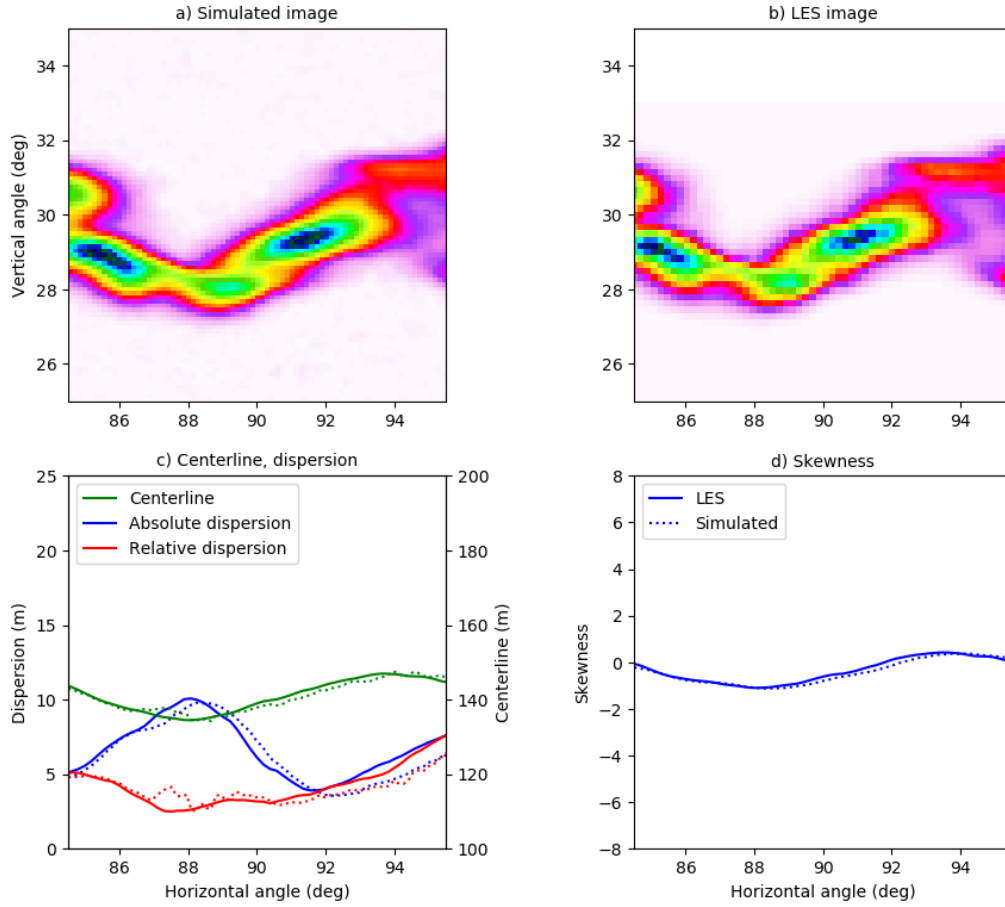 a) Simulated image
b) LES image
34
32
30
28
26
Vertical angle (deg)
86 88 90 92 94
34
32
30
28
26
86 88 90 92 94
c) Centerline, dispersion
d) Skewness
25
20
15
10
5
0
Dispersion (m)
Centerline
Absolute dispersion
Relative dispersion
200
180
160
140
120
100
Centerline (m)
86 88 90 92 94
Horizontal angle (deg)
8
6
4
2
0
−2
−4
−6
−8
Skewness
LES
Simulated
86 88 90 92 94
Horizontal angle (deg)